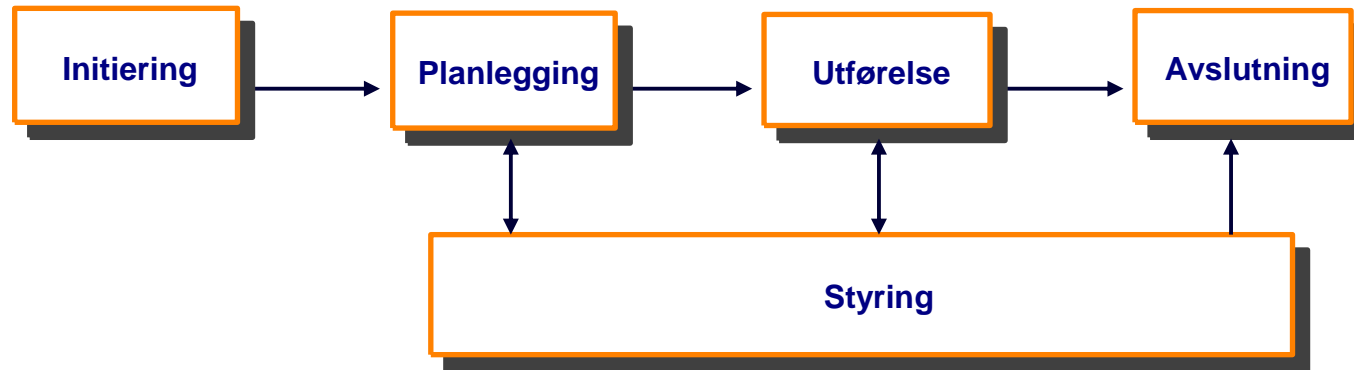 Initiering
Planlegging
Utførelse
Avslutning
Styring